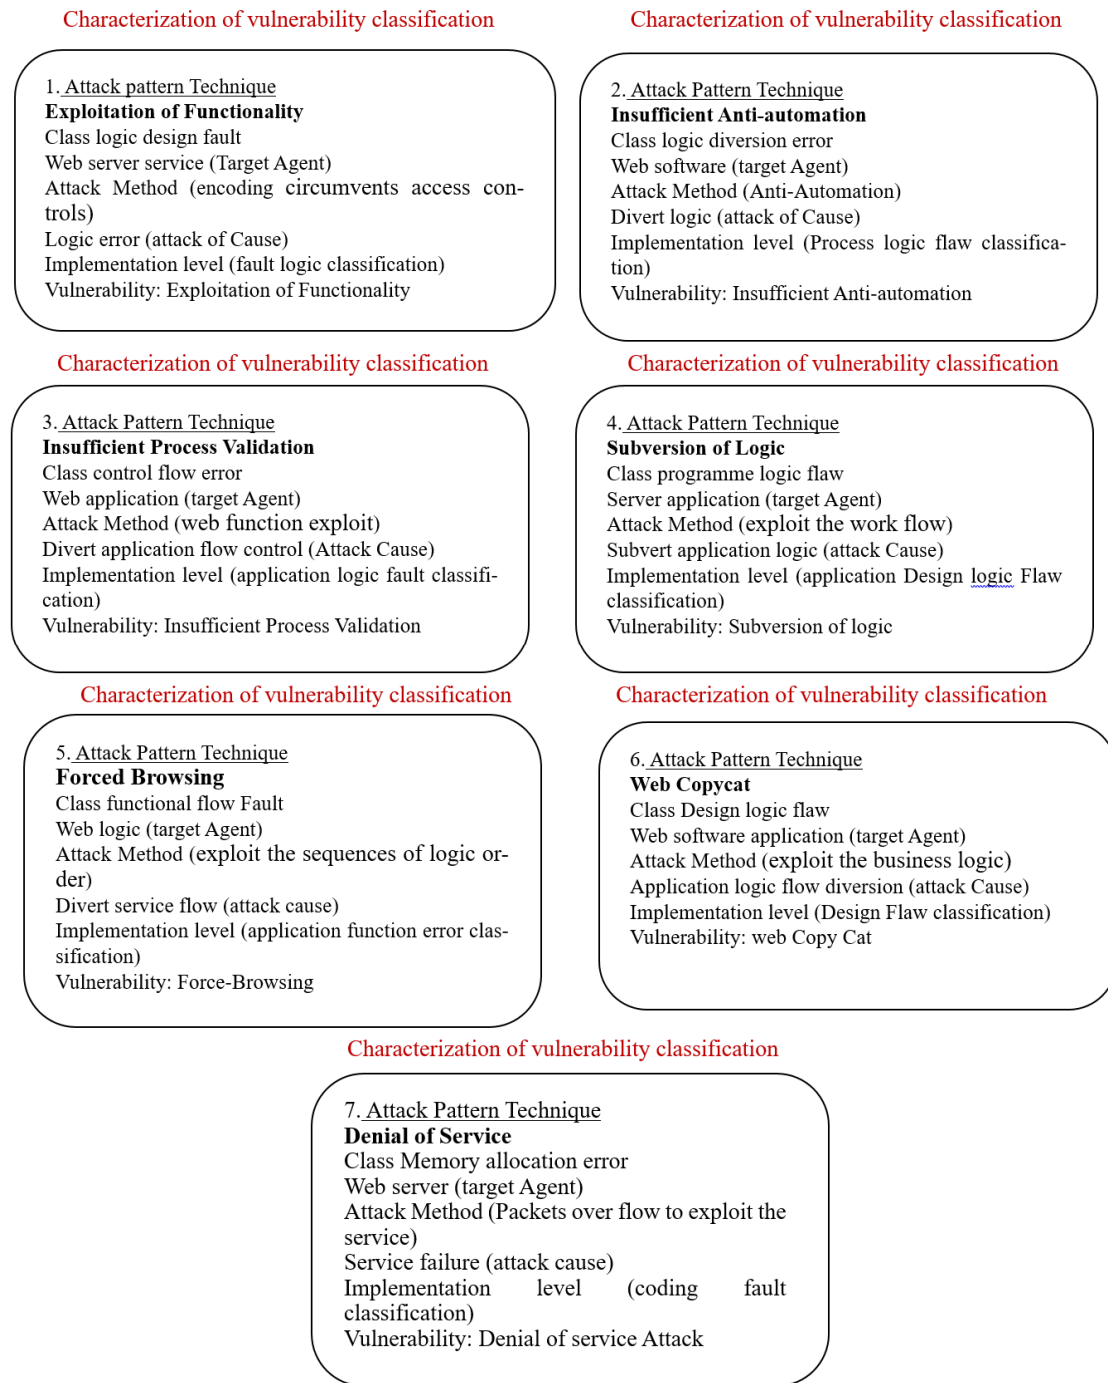 Characterization of vulnerability classification
1. Attack pattern Technique
Exploitation of Functionality
Class logic design fault
Web server service (Target Agent)
Attack Method (encoding circumvents access con-
trols)
Logic error (attack of Cause)
Implementation level (fault logic classification)
Vulnerability: Exploitation of Functionality
Characterization of vulnerability classification
2. Attack Pattern Technique
Insufficient Anti-automation
Class logic diversion error
Web software (target Agent)
Attack Method (Anti-Automation)
Divert logic (attack of Cause)
Implementation level (Process logic flaw classifica-
tion)
Vulnerability: Insufficient Anti-automation
Characterization of vulnerability classification
3. Attack Pattern Technique
Insufficient Process Validation
Class control flow error
Web application (target Agent)
Attack Method (web function exploit)
Divert application flow control (Attack Cause)
Implementation level (application logic fault classifi-
cation)
Vulnerability: Insufficient Process Validation
Characterization of vulnerability classification
4. Attack Pattern Technique
Subversion of Logic
Class programme logic flaw
Server application (target Agent)
Attack Method (exploit the work flow)
Subvert application logic (attack Cause)
Implementation level (application Design logic Flaw
classification)
Vulnerability: Subversion of logic
Characterization of vulnerability classification
5. Attack Pattern Technique
Forced Browsing
Class functional flow Fault
Web logic (target Agent)
Attack Method (exploit the sequences of logic or-
der)
Divert service flow (attack cause)
Implementation level (application function error clas-
sification)
Vulnerability: Force-Browsing
Characterization of vulnerability classification
6. Attack Pattern Technique
Web Copycat
Class Design logic flaw
Web software application (target Agent)
Attack Method (exploit the business logic)
Application logic flow diversion (attack Cause)
Implementation level (Design Flaw classification)
Vulnerability: web Copy Cat
Characterization of vulnerability classification
7. Attack Pattern Technique
Denial of Service
Class Memory allocation error
Web server (target Agent)
Attack Method (Packets over flow to exploit the
service)
Service failure (attack cause)
Implementation level (coding fault
classification)
Vulnerability: Denial of service Attack